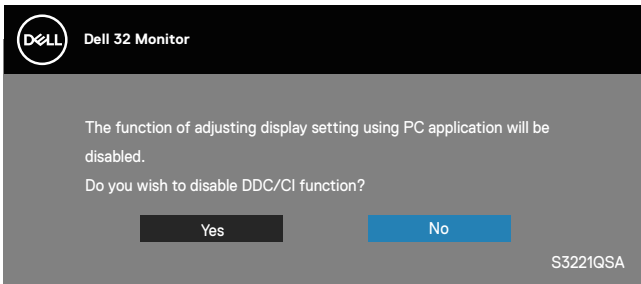 DELL
Dell 32 Monitor
The function of adjusting display setting using PC application will be
disabled.
Do you wish to disable DDC/CI function?
Yes
No
S3221QSA